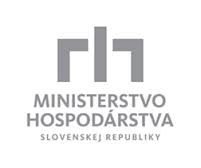 MINISTERSTVO
HOSPODÁRSTVA
SLOVENSKEJ REPUBLIKY